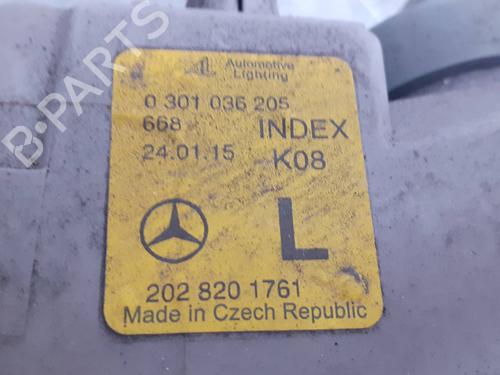 Automotive
Lighting
0 301 036 205
668
INDEX
24.01.15
K08
L
202 820 1761
Made in Czech Republic
B-PARTS